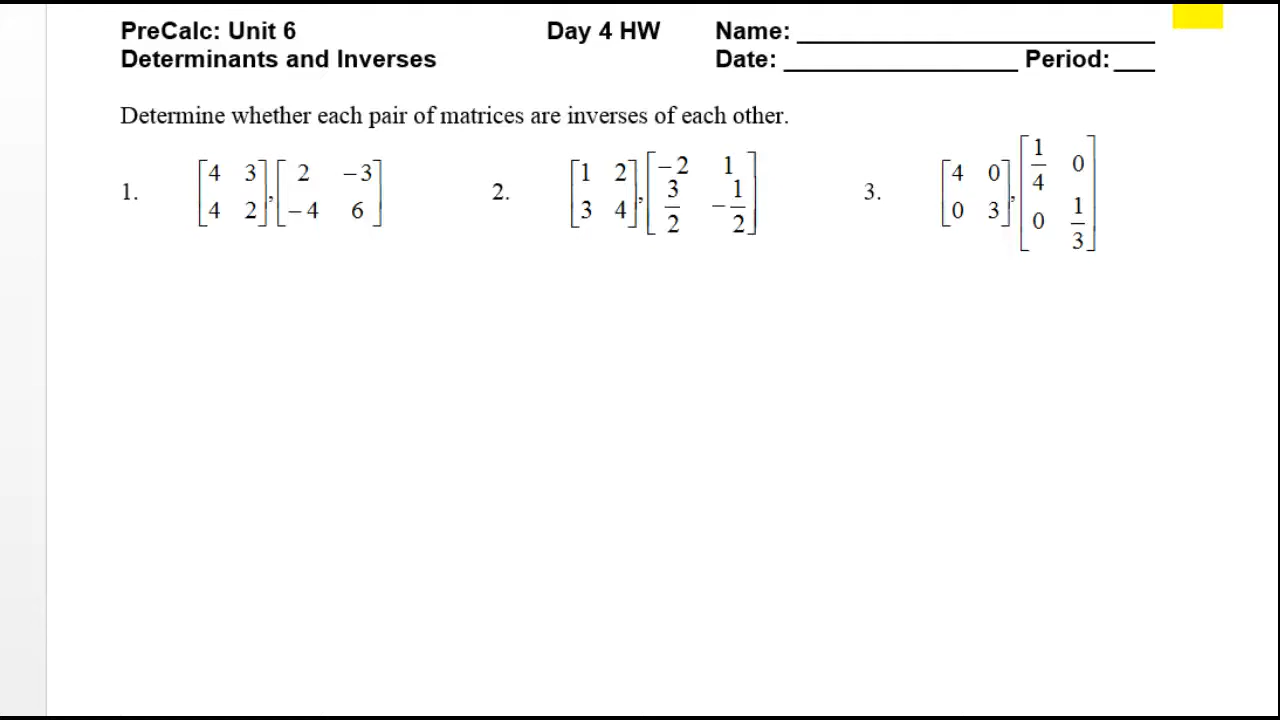 PreCalc: Unit 6 Day 4 HW Name: ____________________
Determinants and Inverses Date: ____________________ Period: ___
Determine whether each pair of matrices are inverses of each other.
1. [4 3; 4 2], [2 −3; −4 6]
2. [1 2; 3 4], [−2 1; 3/2 −1/2]
3. [4 0; 0 3], [1/4 0; 0 1/3]